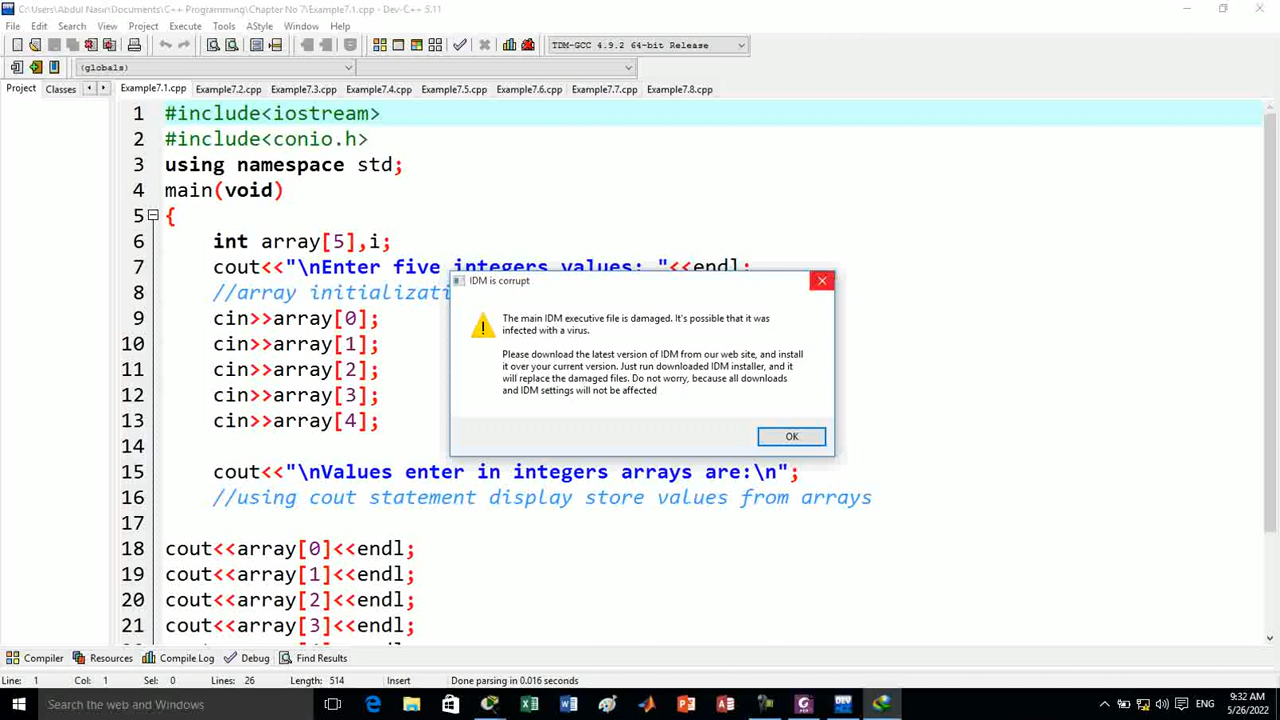 C:\Users\Abdul Nasir\Documents\C++ Programming\Chapter No 7\Example7.1.cpp - Dev-C++ 5.11
File Edit Search View Project Execute Tools AStyle Window Help
TDM-GCC 4.9.2 64-bit Release
(globals)
Project Classes Example7.1.cpp Example7.2.cpp Example7.3.cpp Example7.4.cpp Example7.5.cpp Example7.6.cpp Example7.7.cpp Example7.8.cpp
1 #include<iostream>
2 #include<conio.h>
3 using namespace std;
4 main(void)
5 {
6 int array[5],i;
7 cout<<"\nEnter five integers values: "<<endl;
8 //array initializati
9 cin>>array[0];
10 cin>>array[1];
11 cin>>array[2];
12 cin>>array[3];
13 cin>>array[4];
14
15 cout<<"\nValues enter in integers arrays are:\n";
16 //using cout statement display store values from arrays
17
18 cout<<array[0]<<endl;
19 cout<<array[1]<<endl;
20 cout<<array[2]<<endl;
21 cout<<array[3]<<endl;
IDM is corrupt
The main IDM executive file is damaged. It's possible that it was
infected with a virus.
Please download the latest version of IDM from our web site, and install
it over your current version. Just run downloaded IDM installer, and it
will replace the damaged files. Do not worry, because all downloads
and IDM settings will not be affected
OK
Compiler Resources Compile Log Debug Find Results
Line: 1 Col: 1 Sel: 0 Lines: 26 Length: 514 Insert Done parsing in 0.016 seconds
Search the web and Windows
ENG
9:32 AM
5/26/2022